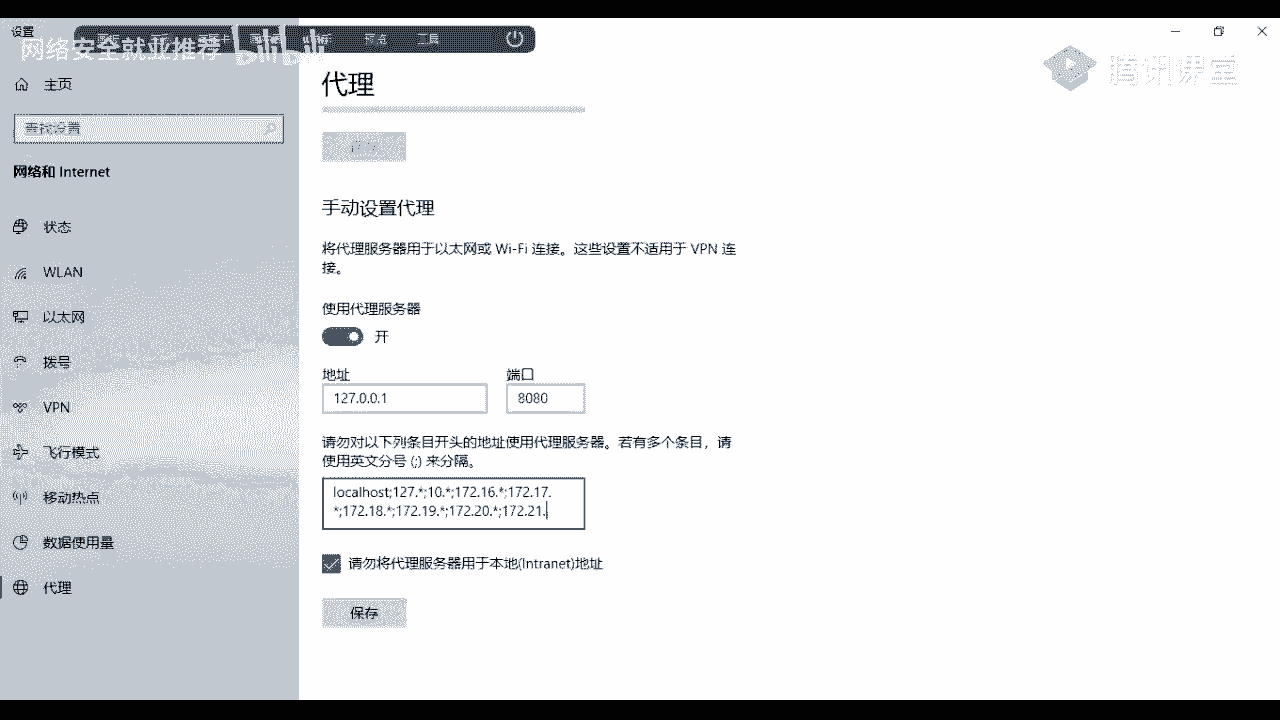 设置
网络安全就业推荐 bilibili
视点 工具
腾讯课堂
主页
查找设置
网络和 Internet
状态
WLAN
以太网
拨号
VPN
飞行模式
移动热点
数据使用量
代理
代理
手动设置代理
将代理服务器用于以太网或 Wi-Fi 连接。这些设置不适用于 VPN 连
接。
使用代理服务器
开
地址
端口
127.0.0.1
8080
请勿对以下列条目开头的地址使用代理服务器。若有多个条目，请
使用英文分号 (;) 来分隔。
localhost;127.*;10.*;172.16.*;172.17.
*;172.18.*;172.19.*;172.20.*;172.21.
请勿将代理服务器用于本地(Intranet)地址
保存